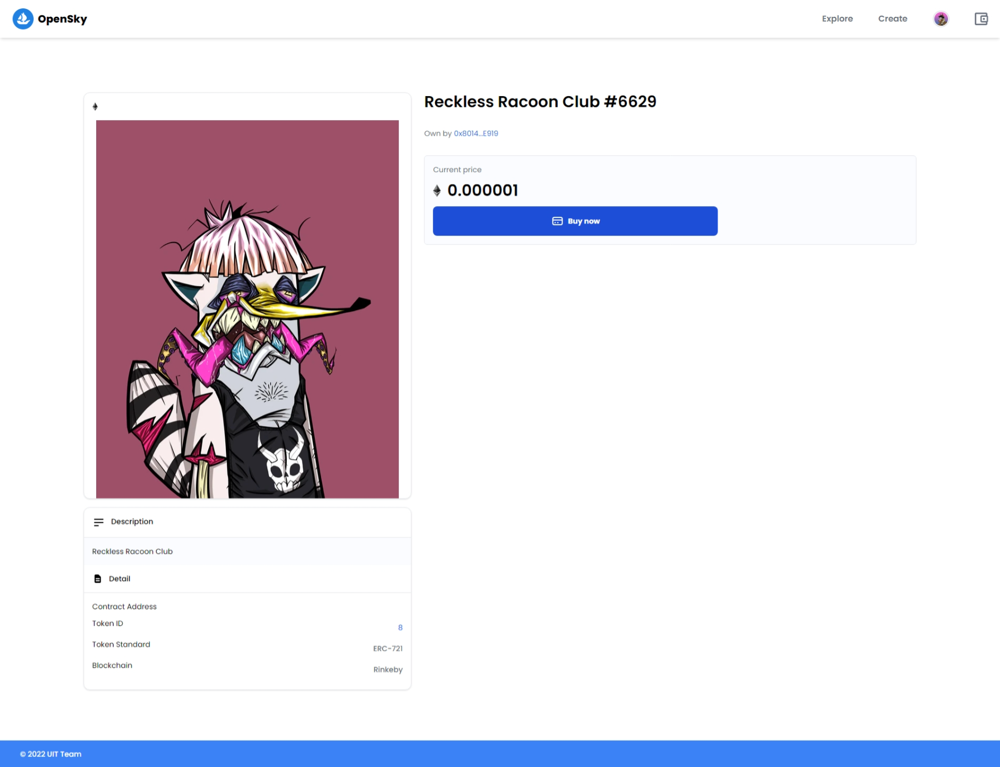 OpenSky
Explore
Create
Reckless Racoon Club #6629
Own by 0x8014...E919
Current price
0.000001
Buy now
Description
Reckless Racoon Club
Detail
Contract Address
Token ID
8
Token Standard
ERC-721
Blockchain
Rinkeby
© 2022 UIT Team